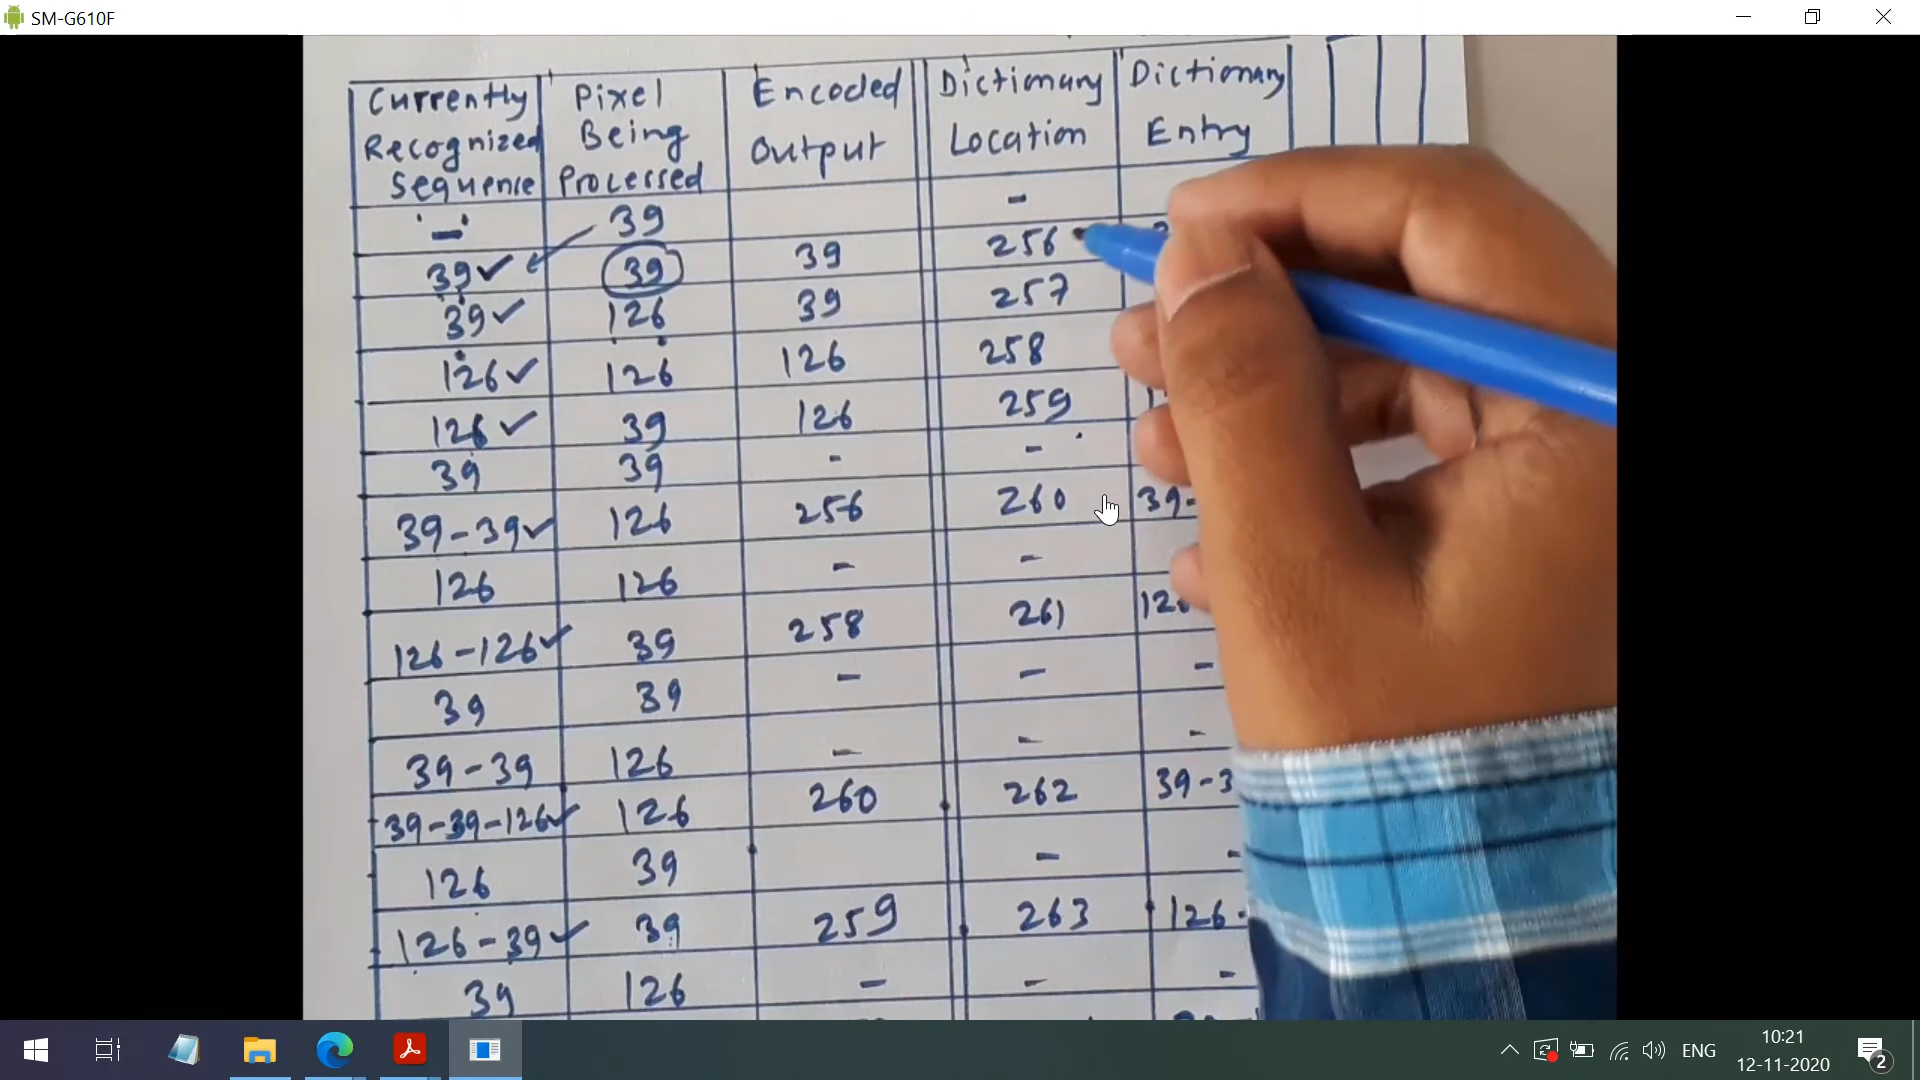 SM-G610F
Currently Recognized Sequence | Pixel Being Processed | Encoded Output | Dictionary Location | Dictionary Entry
- | 39 | | -
39✓ | 39 | 39 | 256
39✓ | 126 | 39 | 257
126✓ | 126 | 126 | 258
126✓ | 39 | 126 | 259
39 | 39 | - | -
39-39✓ | 126 | 256 | 260 | 39-
126 | 126 | - | -
126-126✓ | 39 | 258 | 261
39 | 39 | - | - | -
39-39 | 126 | - | - | -
39-39-126✓ | 126 | 260 | 262 | 39-3
126 | 39 | | - | -
126-39✓ | 39 | 259 | 263 | 126-
39 | 126 | - | - | -
ENG
10:21
12-11-2020
2